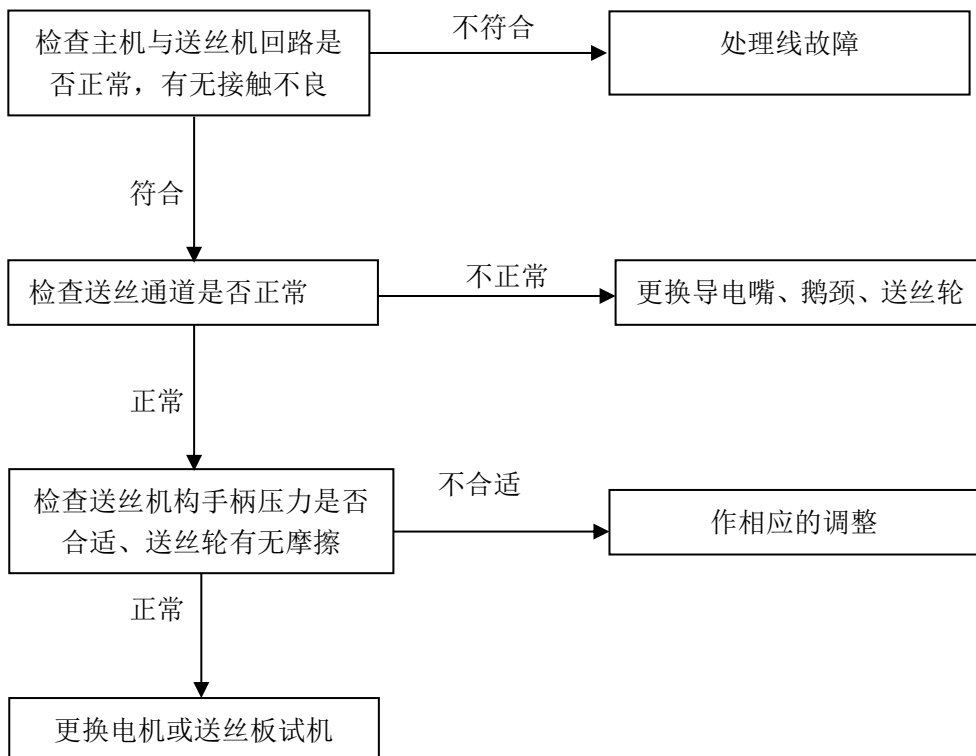 检查主机与送丝机回路是
否正常，有无接触不良
不符合
处理线故障
符合
检查送丝通道是否正常
不正常
更换导电嘴、鹅颈、送丝轮
正常
检查送丝机构手柄压力是否
合适、送丝轮有无摩擦
不合适
作相应的调整
正常
更换电机或送丝板试机